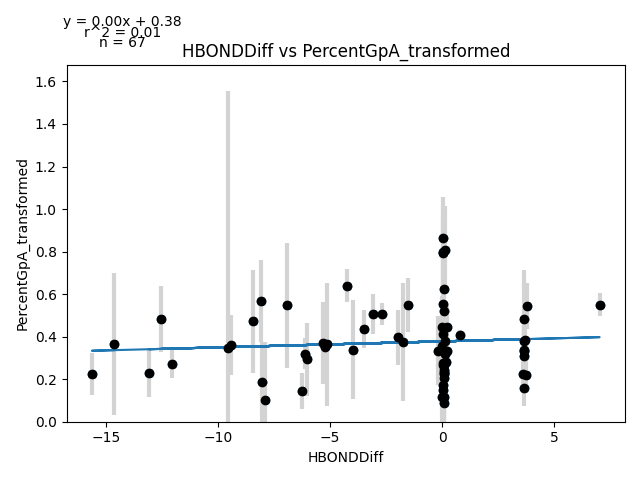 y = 0.00x + 0.38
r^2 = 0.01
n = 67
HBONDDiff vs PercentGpA_transformed
1.6
1.4
1.2
1.0
0.8
0.6
0.4
0.2
0.0
PercentGpA_transformed
−15
−10
−5
0
5
HBONDDiff